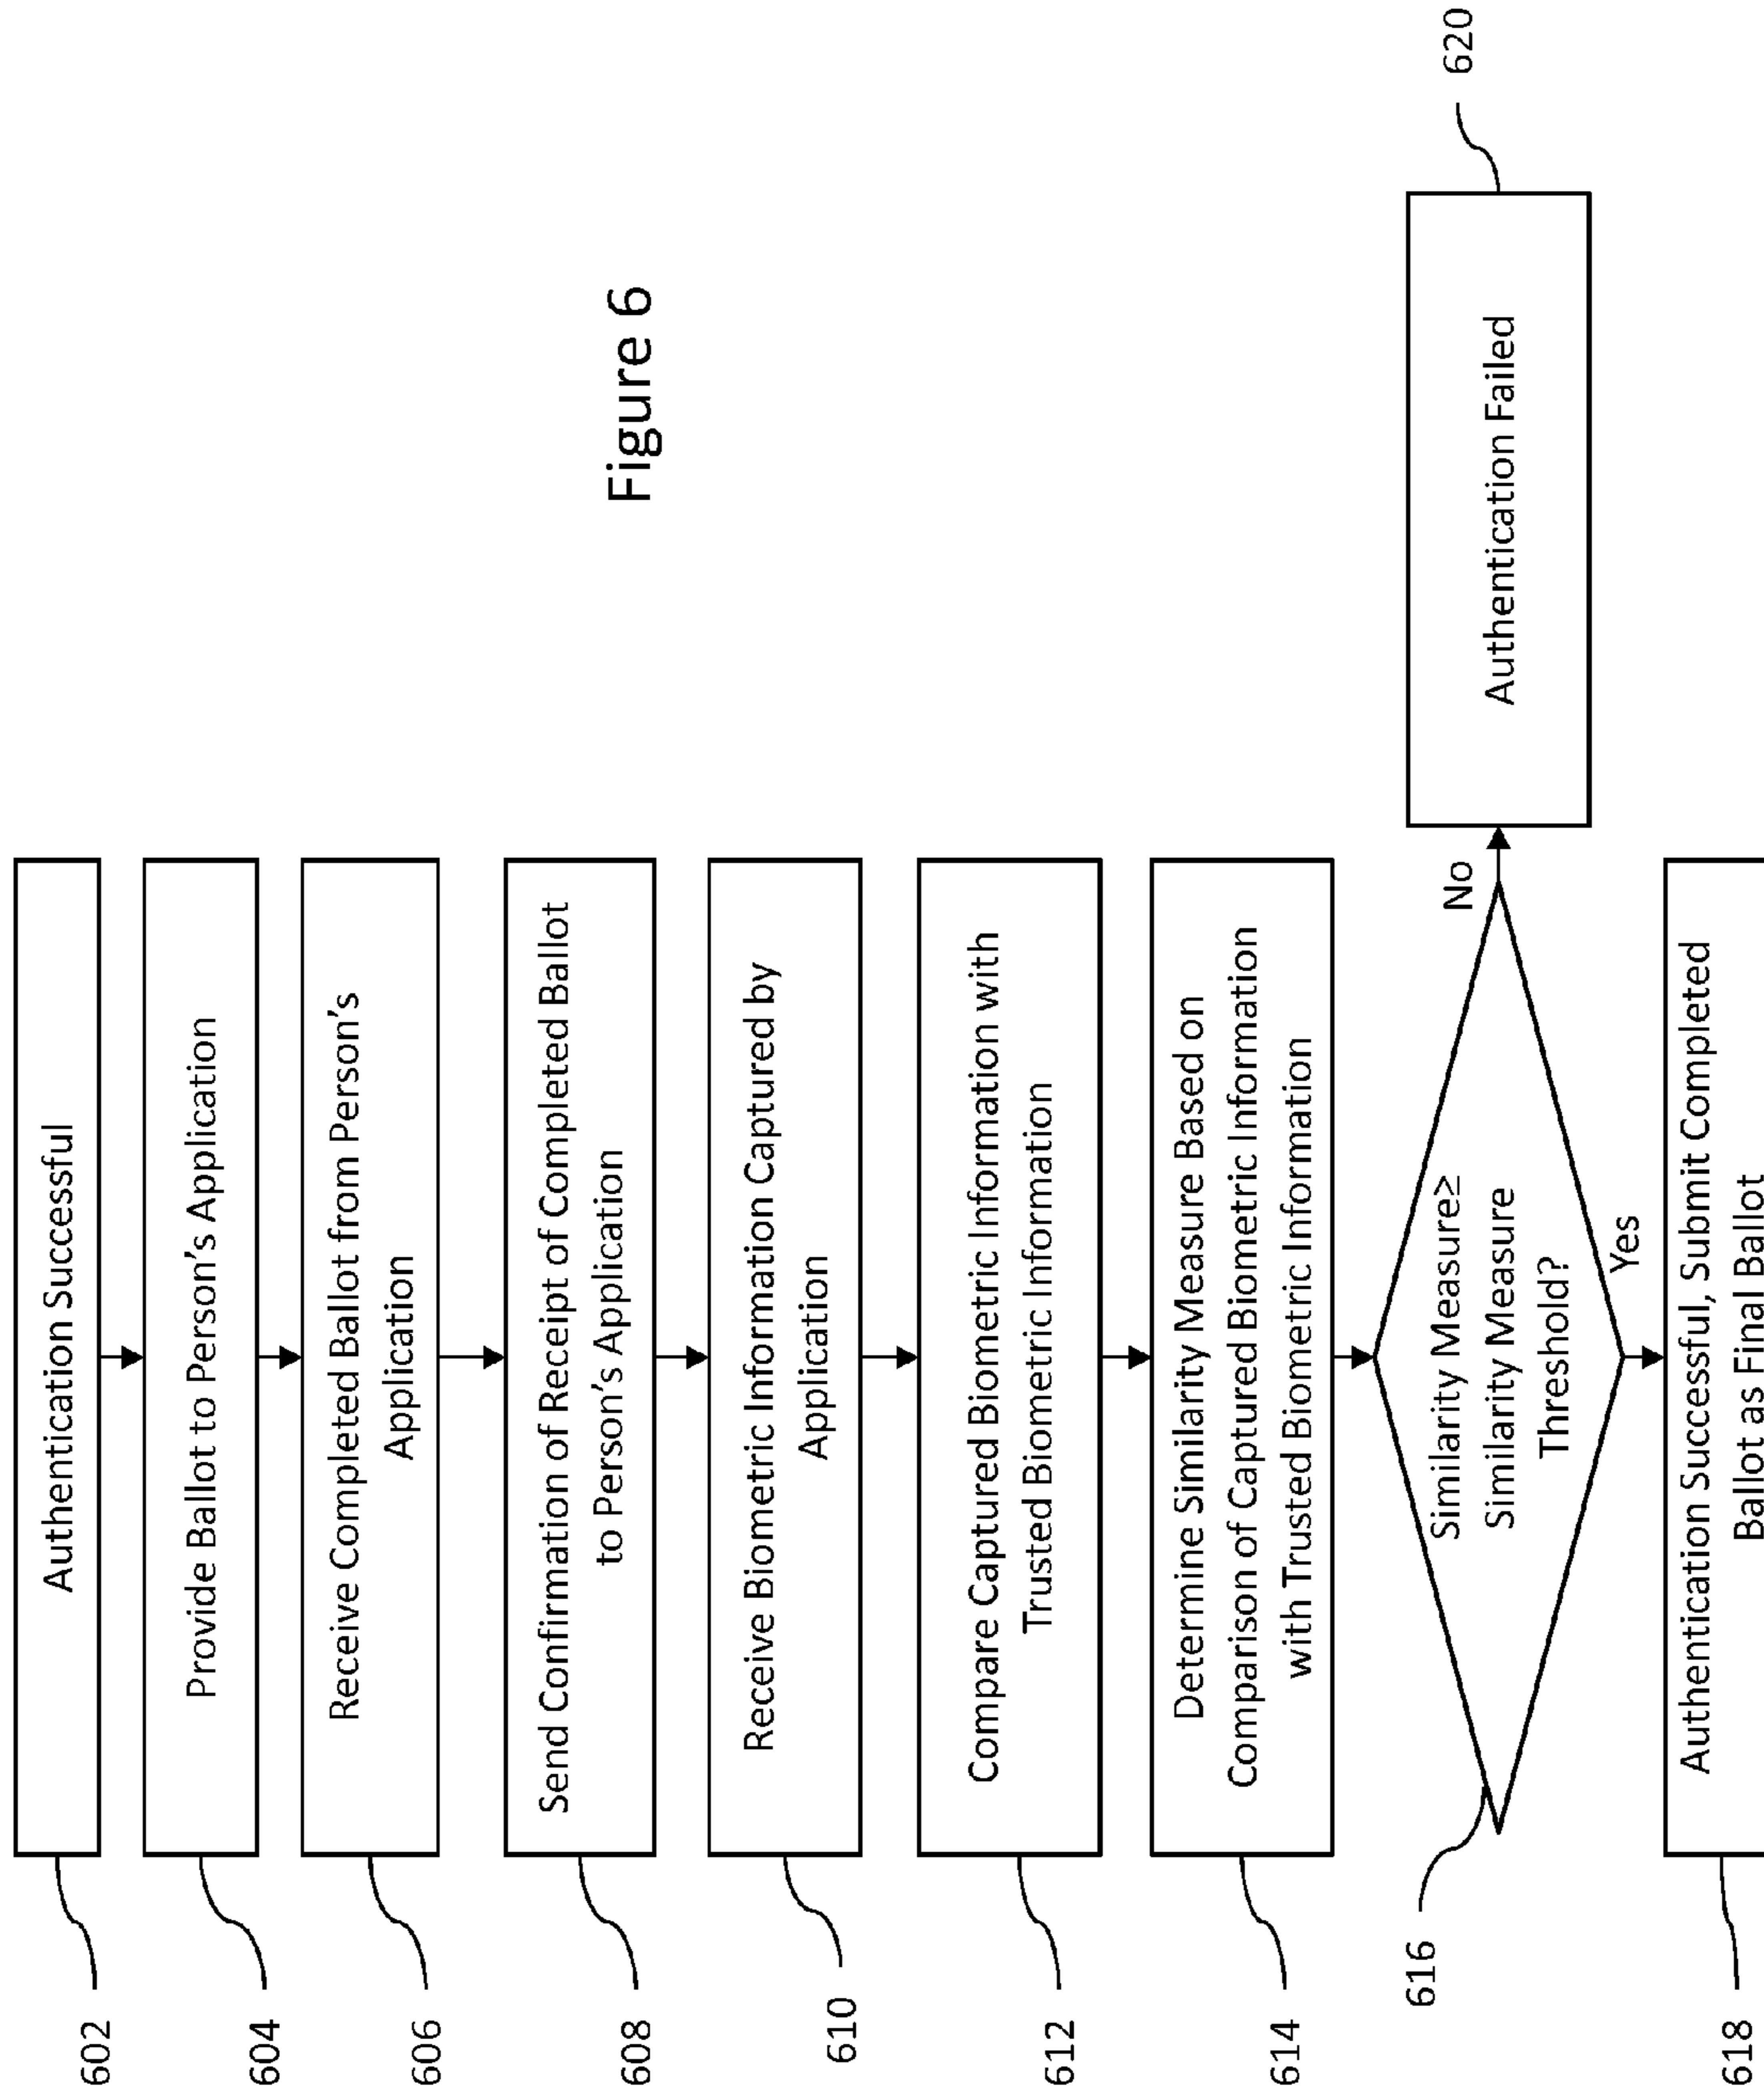 602
Authentication Successful
604
Provide Ballot to Person's Application
606
Receive Completed Ballot from Person's
Application
608
Send Confirmation of Receipt of Completed Ballot
to Person's Application
610
Receive Biometric Information Captured by
Application
612
Compare Captured Biometric Information with
Trusted Biometric Information
614
Determine Similarity Measure Based on
Comparison of Captured Biometric Information
with Trusted Biometric Information
616
Similarity Measure≥
Similarity Measure
Threshold?
No
Authentication Failed
620
Yes
618
Authentication Successful, Submit Completed
Ballot as Final Ballot
Figure 6